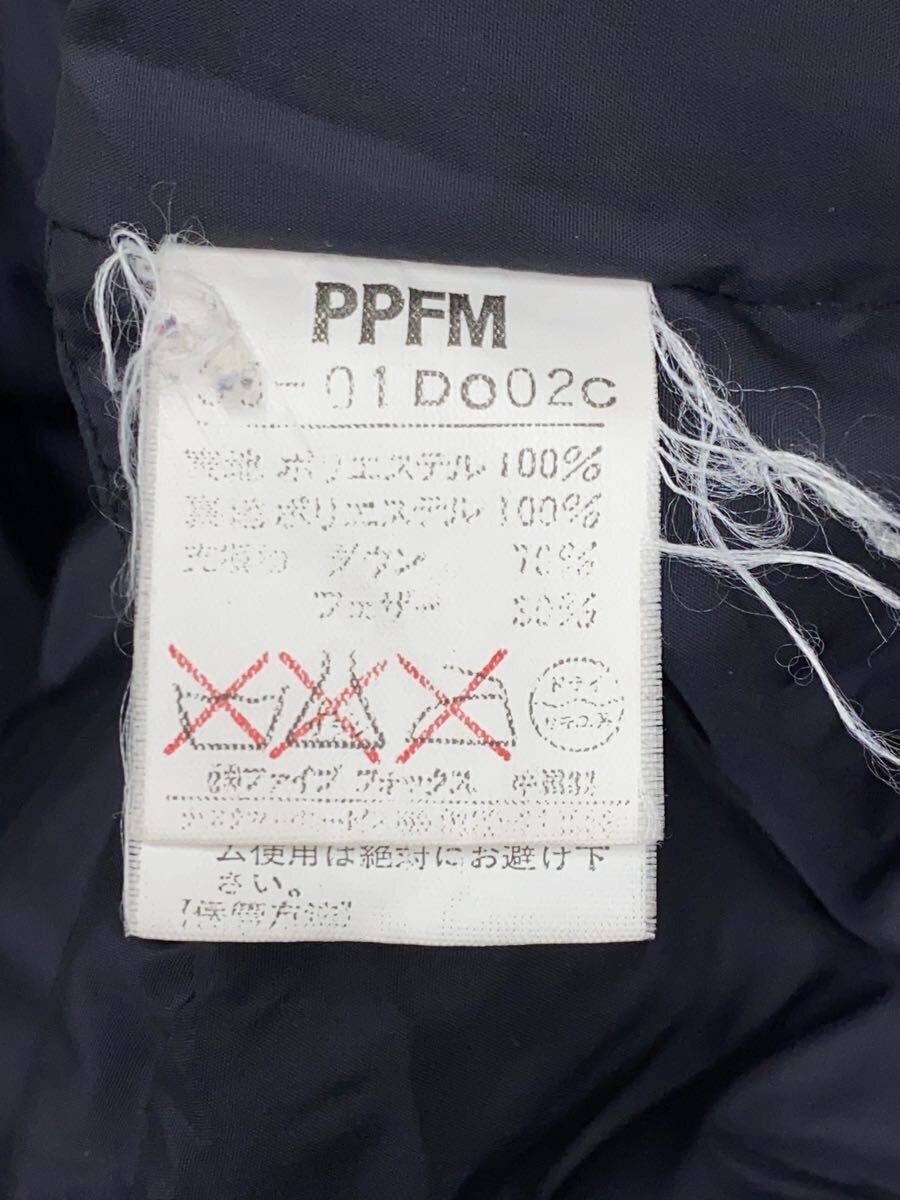 PPFM
01DO02C
表地 ポリエステル 100%
裏地 ポリエステル 100%
ダウン 70%
フェザー 30%
ドライ
㈱ファイブ フォックス 中国製
ム使用は絶対にお避け下
さい。